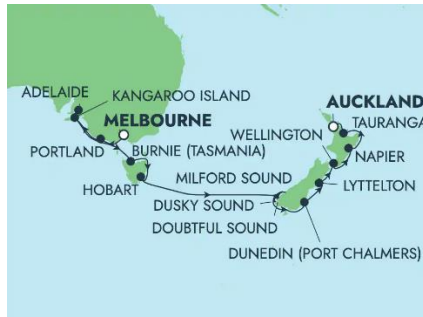 ADELAIDE
KANGAROO ISLAND
MELBOURNE
PORTLAND
BURNIE (TASMANIA)
HOBART
AUCKLAND
TAURANGA
WELLINGTON
NAPIER
MILFORD SOUND
LYTTELTON
DUSKY SOUND
DOUBTFUL SOUND
DUNEDIN (PORT CHALMERS)